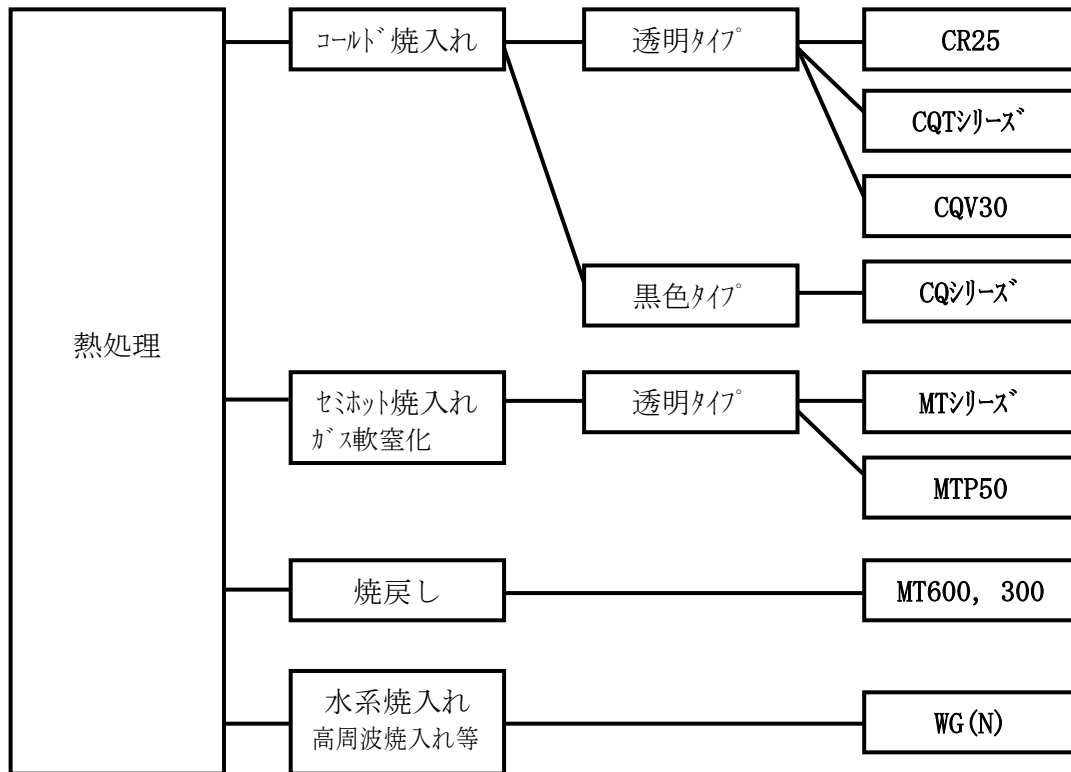 熱処理
コールド焼入れ
透明タイプ
CR25
CQTシリーズ
CQV30
黒色タイプ
CQシリーズ
セミホット焼入れ
ガス軟窒化
透明タイプ
MTシリーズ
MTP50
焼戻し
MT600, 300
水系焼入れ
高周波焼入れ等
WG(N)